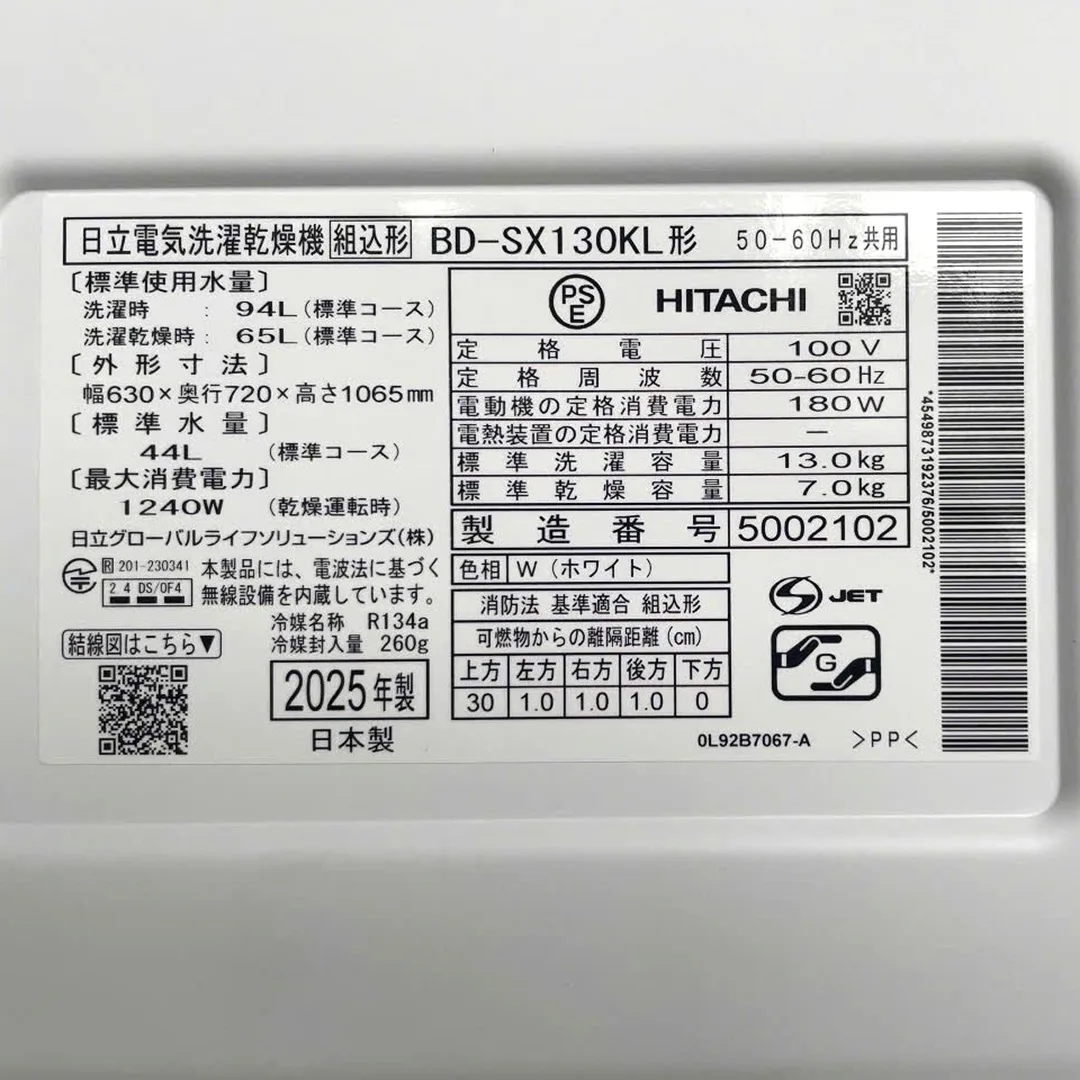 日立電気洗濯乾燥機 組込形 BD-SX130KL形 50-60Hz共用
〔標準使用水量〕
洗濯時 : 94L(標準コース)
洗濯乾燥時: 65L(標準コース)
〔外形寸法〕
幅630×奥行720×高さ1065mm
〔標準水量〕
44L (標準コース)
〔最大消費電力〕
1240W (乾燥運転時)
日立グローバルライフソリューションズ(株)
R 201-230341
2.4 DS/OF4
本製品には、電波法に基づく
無線設備を内蔵しています。
冷媒名称 R134a
冷媒封入量 260g
結線図はこちら▼
2025年製
日本製
PS
E
HITACHI
定格電圧 100V
定格周波数 50-60Hz
電動機の定格消費電力 180W
電熱装置の定格消費電力 −
標準洗濯容量 13.0kg
標準乾燥容量 7.0kg
製造番号 5002102
色相 W(ホワイト)
消防法 基準適合 組込形
可燃物からの離隔距離(cm)
上方 左方 右方 後方 下方
30 1.0 1.0 1.0 0
JET
G
0L92B7067-A >PP<
*4549873192376/5002102*